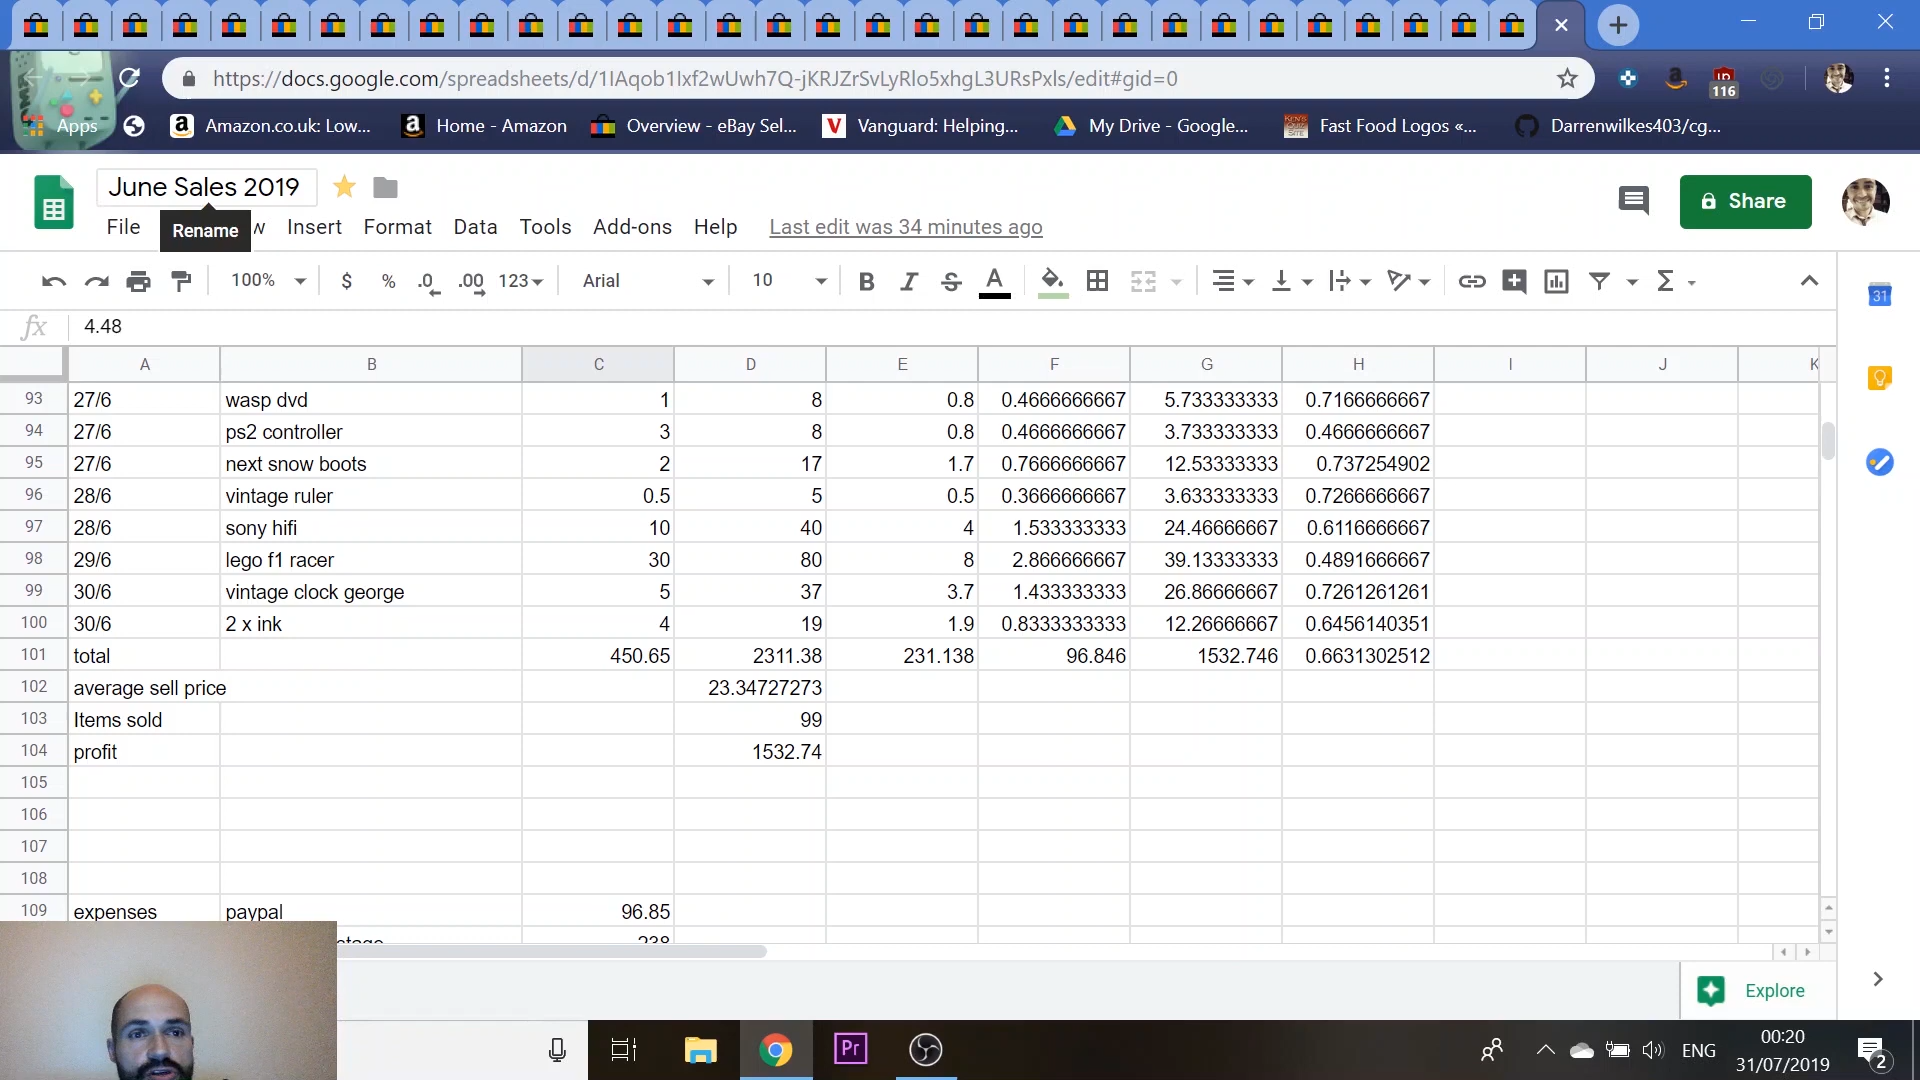 https://docs.google.com/spreadsheets/d/1IAqob1Ixf2wUwh7Q-jKRJZrSvLyRlo5xhgL3URsPxls/edit#gid=0
116
Apps Amazon.co.uk: Low... Home - Amazon Overview - eBay Sel... Vanguard: Helping... My Drive - Google... Fast Food Logos «... Darrenwilkes403/cg...
June Sales 2019
Share
File w Insert Format Data Tools Add-ons Help Last edit was 34 minutes ago
Rename
100% $ % .0 .00 123 Arial 10 B I S A Σ
31
fx 4.48
A B C D E F G H I J K
93 27/6 wasp dvd 1 8 0.8 0.4666666667 5.733333333 0.7166666667
94 27/6 ps2 controller 3 8 0.8 0.4666666667 3.733333333 0.4666666667
95 27/6 next snow boots 2 17 1.7 0.7666666667 12.53333333 0.737254902
96 28/6 vintage ruler 0.5 5 0.5 0.3666666667 3.633333333 0.7266666667
97 28/6 sony hifi 10 40 4 1.533333333 24.46666667 0.6116666667
98 29/6 lego f1 racer 30 80 8 2.866666667 39.13333333 0.4891666667
99 30/6 vintage clock george 5 37 3.7 1.433333333 26.86666667 0.7261261261
100 30/6 2 x ink 4 19 1.9 0.8333333333 12.26666667 0.6456140351
101 total 450.65 2311.38 231.138 96.846 1532.746 0.6631302512
102 average sell price 23.34727273
103 Items sold 99
104 profit 1532.74
105
106
107
108
109 expenses paypal 96.85
238
Explore
Pr
ENG
00:20
31/07/2019
2